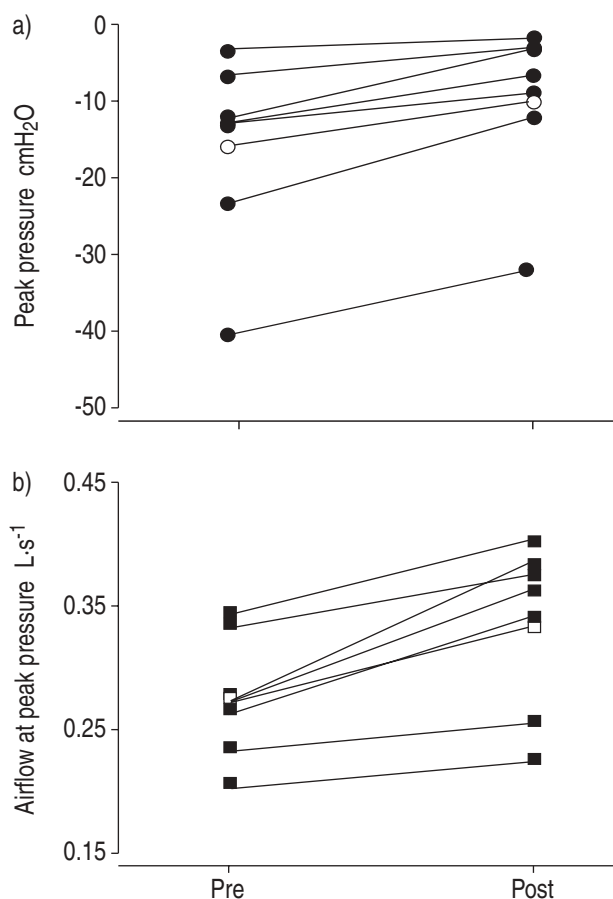 a)
0
-10
-20
-30
-40
-50
Peak pressure cmH₂O
b)
0.45
0.35
0.25
0.15
Airflow at peak pressure L·s⁻¹
Pre Post